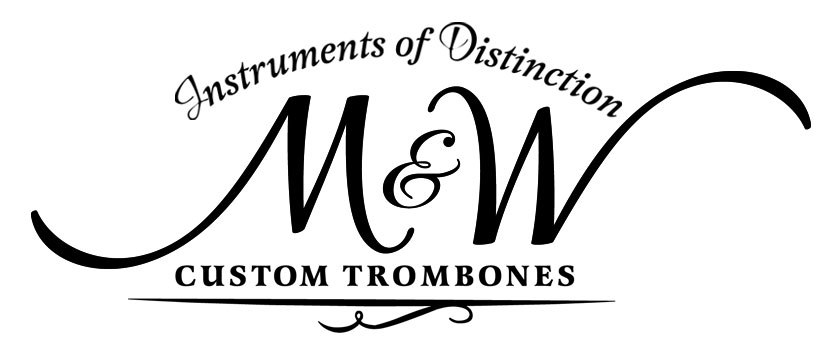 Instruments of Distinction
M&W
CUSTOM TROMBONES